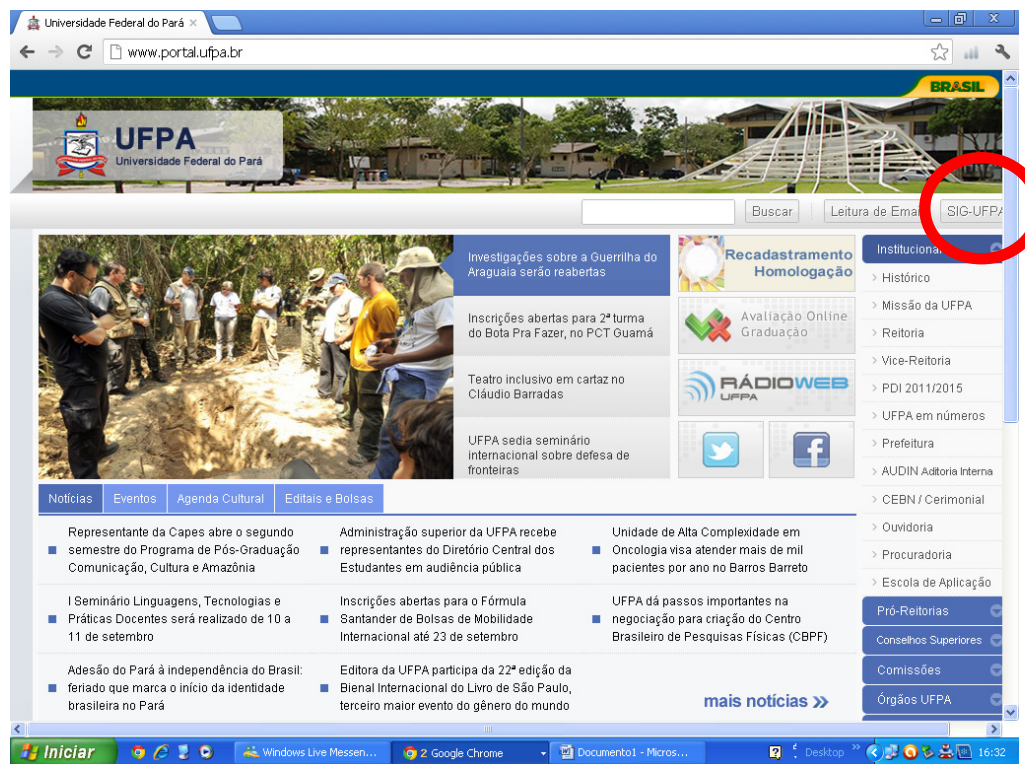 Universidade Federal do Pará
www.portal.ufpa.br
BRASIL
UFPA
Universidade Federal do Pará
Buscar
Leitura de Email
SIG-UFPA
Investigações sobre a Guerrilha do
Araguaia serão reabertas
Inscrições abertas para 2ª turma
do Bota Pra Fazer, no PCT Guamá
Teatro inclusivo em cartaz no
Cláudio Barradas
UFPA sedia seminário
internacional sobre defesa de
fronteiras
Recadastramento
Homologação
Avaliação Online
Graduação
RÁDIOWEB
UFPA
Institucional
Histórico
Missão da UFPA
Reitoria
Vice-Reitoria
PDI 2011/2015
UFPA em números
Prefeitura
AUDIN Aditoria Interna
CEBN / Cerimonial
Ouvidoria
Procuradoria
Escola de Aplicação
Pró-Reitorias
Conselhos Superiores
Comissões
Órgãos UFPA
Notícias Eventos Agenda Cultural Editais e Bolsas
Representante da Capes abre o segundo
semestre do Programa de Pós-Graduação
Comunicação, Cultura e Amazônia
Administração superior da UFPA recebe
representantes do Diretório Central dos
Estudantes em audiência pública
Unidade de Alta Complexidade em
Oncologia visa atender mais de mil
pacientes por ano no Barros Barreto
I Seminário Linguagens, Tecnologias e
Práticas Docentes será realizado de 10 a
11 de setembro
Inscrições abertas para o Fórmula
Santander de Bolsas de Mobilidade
Internacional até 23 de setembro
UFPA dá passos importantes na
negociação para criação do Centro
Brasileiro de Pesquisas Físicas (CBPF)
Adesão do Pará à independência do Brasil:
feriado que marca o início da identidade
brasileira no Pará
Editora da UFPA participa da 22ª edição da
Bienal Internacional do Livro de São Paulo,
terceiro maior evento do gênero do mundo
mais notícias »
Iniciar
Windows Live Messen...
2 Google Chrome
Documento1 - Micros...
Desktop »
16:32